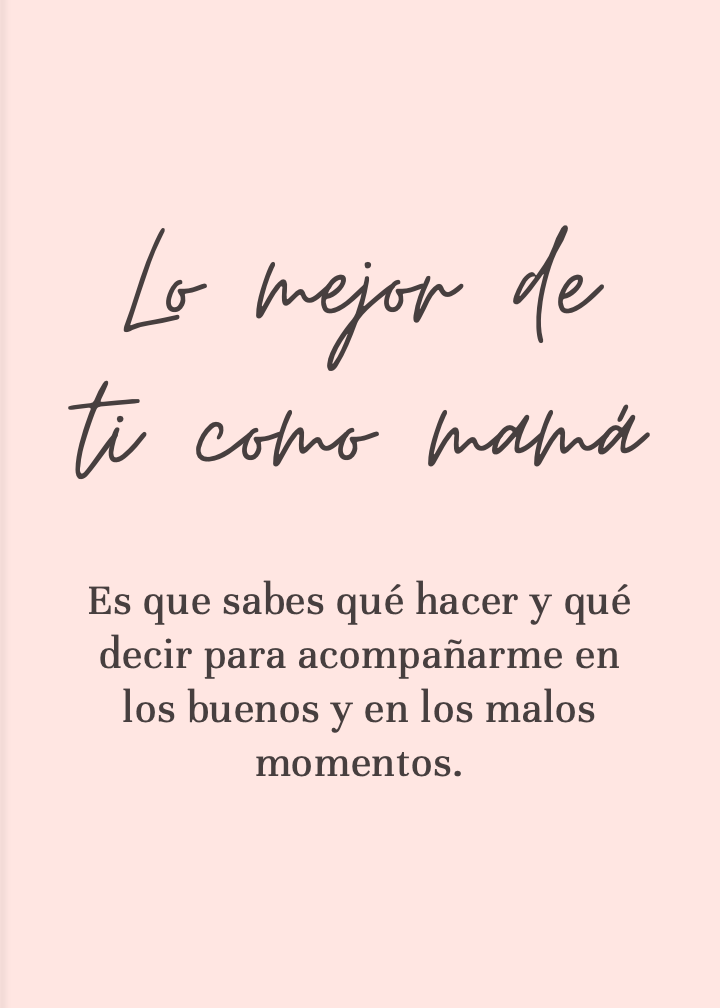 Lo mejor de
ti como mamá
Es que sabes qué hacer y qué
decir para acompañarme en
los buenos y en los malos
momentos.